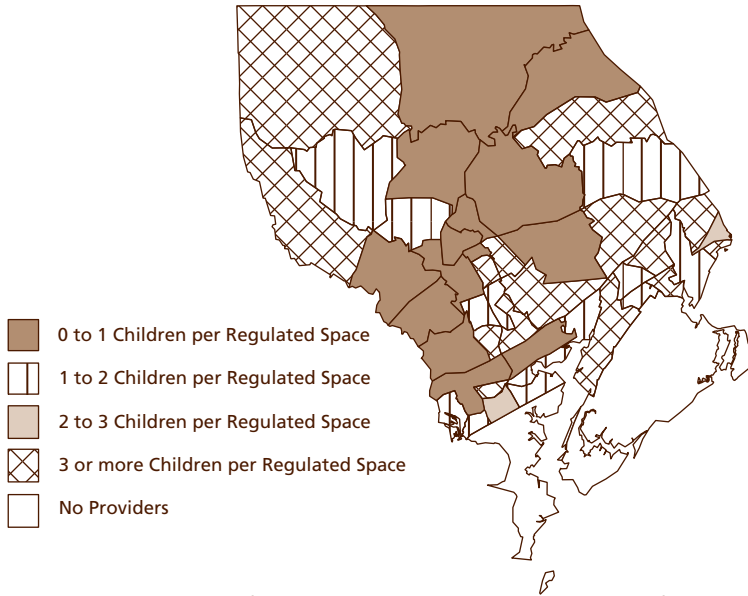 0 to 1 Children per Regulated Space
1 to 2 Children per Regulated Space
2 to 3 Children per Regulated Space
3 or more Children per Regulated Space
No Providers